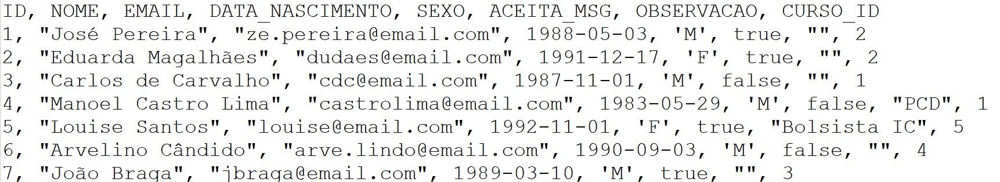 ID, NOME, EMAIL, DATA_NASCIMENTO, SEXO, ACEITA_MSG, OBSERVACAO, CURSO_ID
1, "José Pereira", "ze.pereira@email.com", 1988-05-03, 'M', true, "", 2
2, "Eduarda Magalhães", "dudaes@email.com", 1991-12-17, 'F', true, "", 2
3, "Carlos de Carvalho", "cdc@email.com", 1987-11-01, 'M', false, "", 1
4, "Manoel Castro Lima", "castrolima@email.com", 1983-05-29, 'M', false, "PCD", 1
5, "Louise Santos", "louise@email.com", 1992-11-01, 'F', true, "Bolsista IC", 5
6, "Arvelino Cândido", "arve.lindo@email.com", 1990-09-03, 'M', false, "", 4
7, "João Braga", "jbraga@email.com", 1989-03-10, 'M', true, "", 3